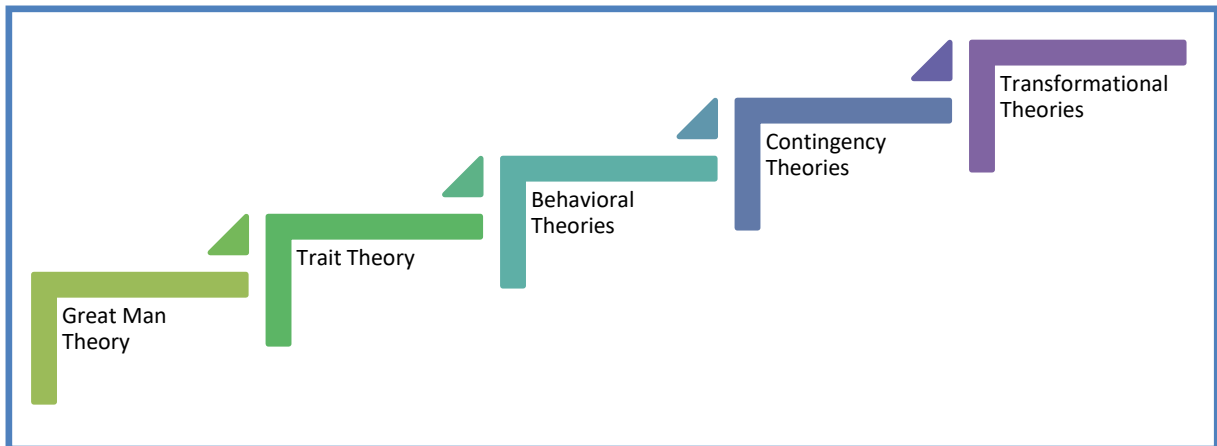 Great Man
Theory
Trait Theory
Behavioral
Theories
Contingency
Theories
Transformational
Theories